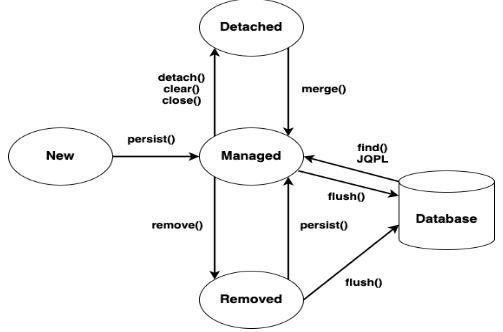 Detached
detach()
clear()
close()
merge()
persist()
find()
JQPL
New
Managed
flush()
Database
remove()
persist()
flush()
Removed